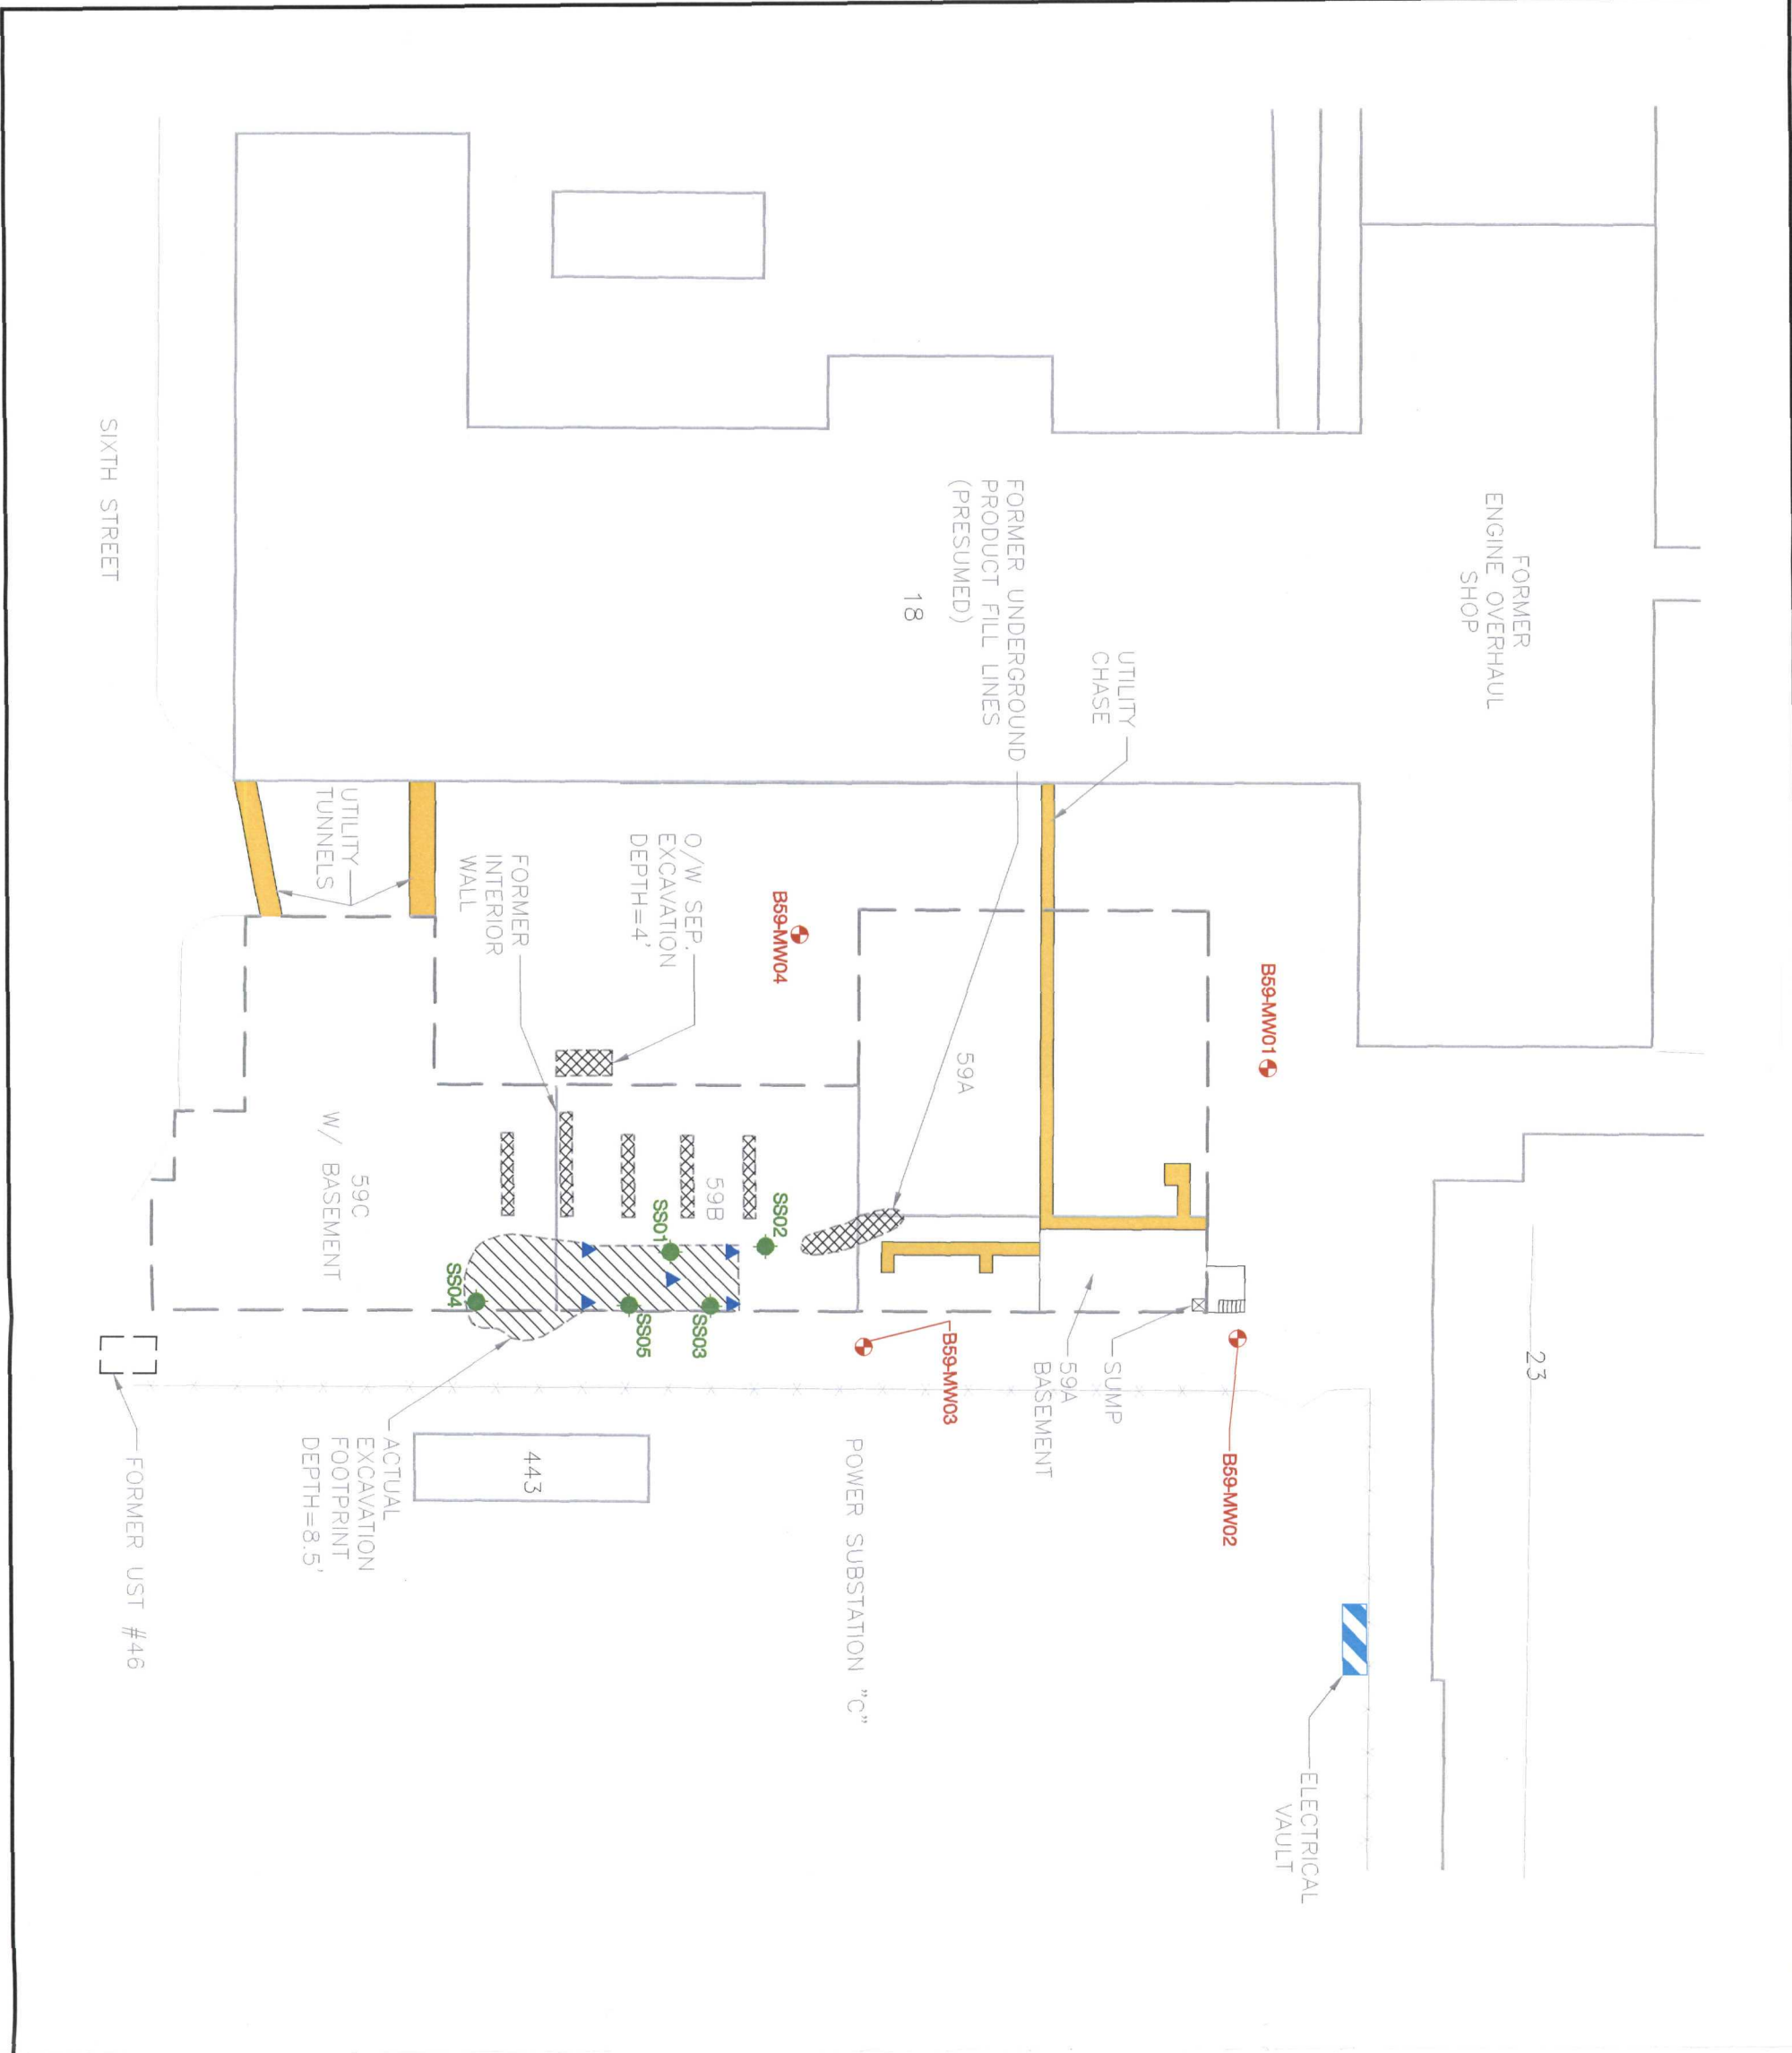 23
FORMER
ENGINE OVERHAUL
SHOP
ELECTRICAL
VAULT
B59-MW01
B59-MW02
UTILITY
CHASE
SUMP
59A
BASEMENT
FORMER UNDERGROUND
PRODUCT FILL LINES
(PRESUMED)
59A
B59-MW03
18
POWER SUBSTATION "C"
B59-MW04
SS02
59B
O/W SEP.
EXCAVATION
DEPTH=4'
SS01
SS03
SS05
FORMER
INTERIOR
WALL
SS04
443
UTILITY
TUNNELS
59C
W/ BASEMENT
ACTUAL
EXCAVATION
FOOTPRINT
DEPTH=8.5'
SIXTH STREET
FORMER UST #46